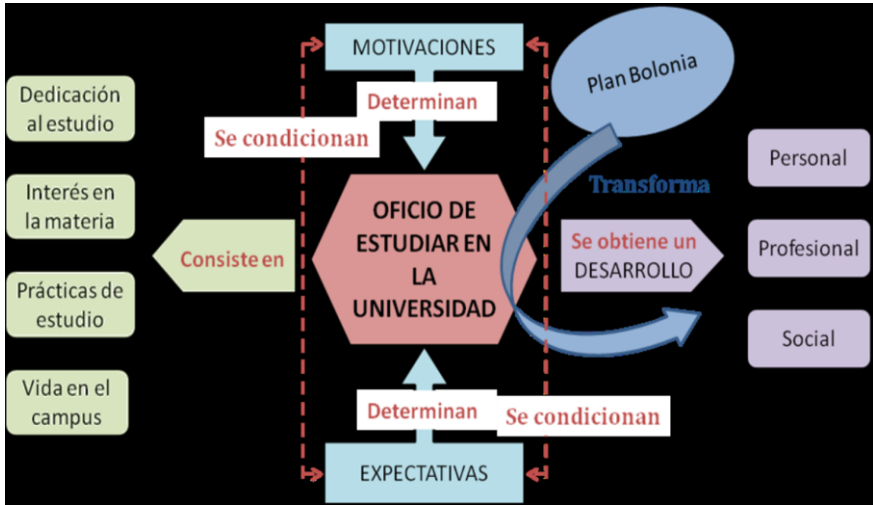 MOTIVACIONES
Determinan
Se condicionan
Plan Bolonia
Transforma
Dedicación
al estudio
Interés en
la materia
Prácticas de
estudio
Vida en el
campus
Consiste en
OFICIO DE
ESTUDIAR EN
LA
UNIVERSIDAD
Se obtiene un
DESARROLLO
Personal
Profesional
Social
Determinan
Se condicionan
EXPECTATIVAS